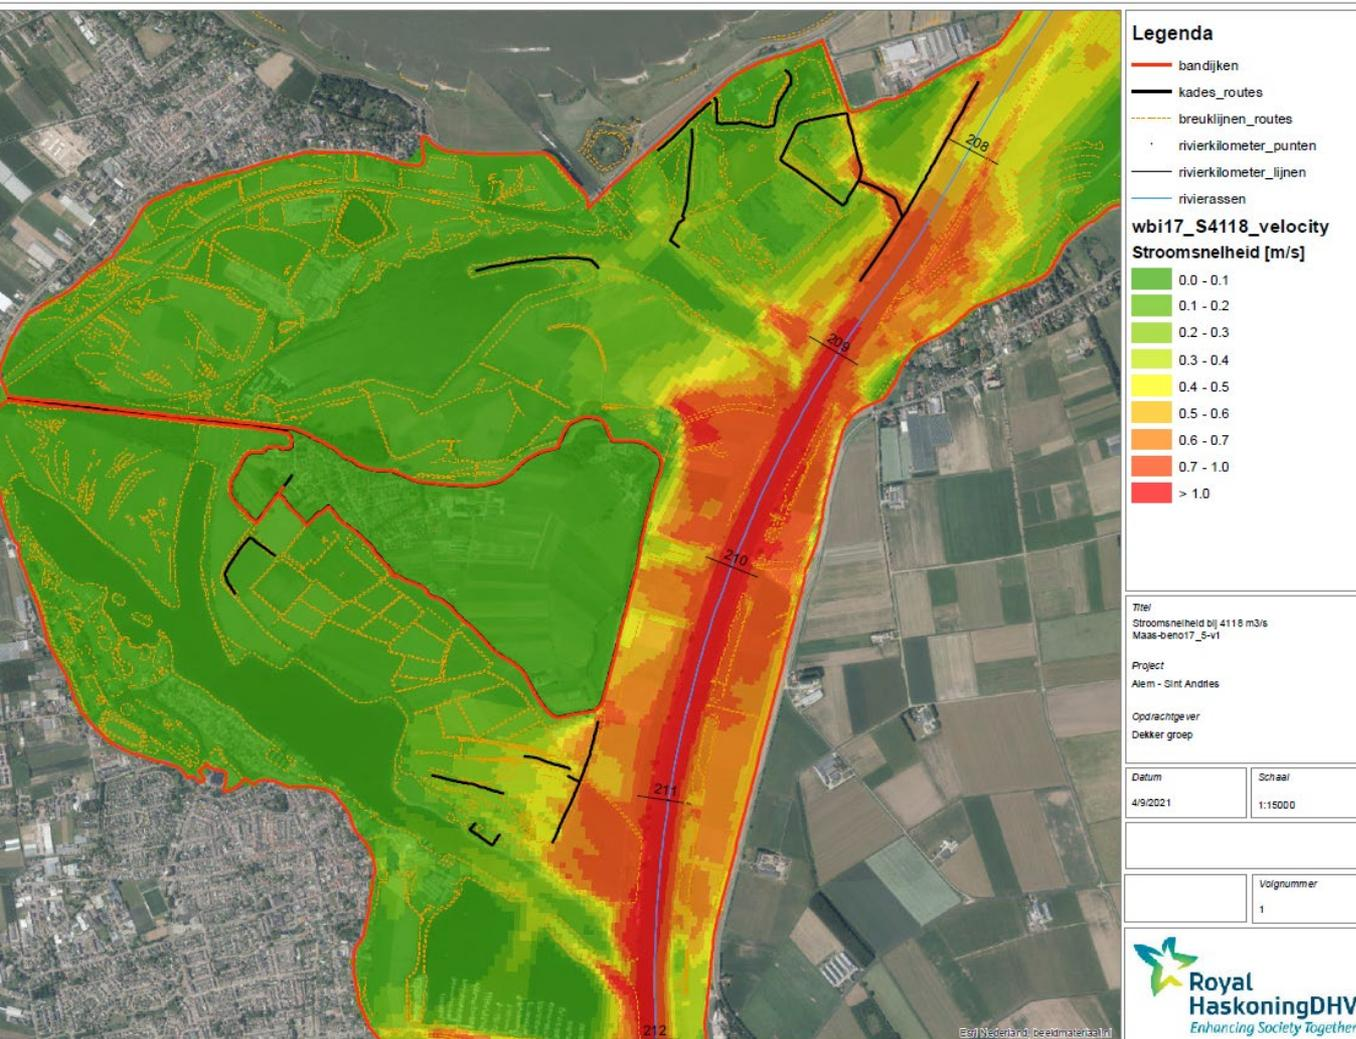 208
209
210
211
212
Esri Nederland, beeldmateriaal.nl
Legenda
bandijken
kades_routes
breuklijnen_routes
rivierkilometer_punten
rivierkilometer_lijnen
rivierassen
wbi17_S4118_velocity
Stroomsnelheid [m/s]
0.0 - 0.1
0.1 - 0.2
0.2 - 0.3
0.3 - 0.4
0.4 - 0.5
0.5 - 0.6
0.6 - 0.7
0.7 - 1.0
> 1.0
Titel
Stroomsnelheid bij 4118 m3/s
Maas-beno17_5-v1
Project
Alem - Sint Andries
Opdrachtgever
Dekker groep
Datum
4/9/2021
Schaal
1:15000
Volgnummer
1
Royal
HaskoningDHV
Enhancing Society Together